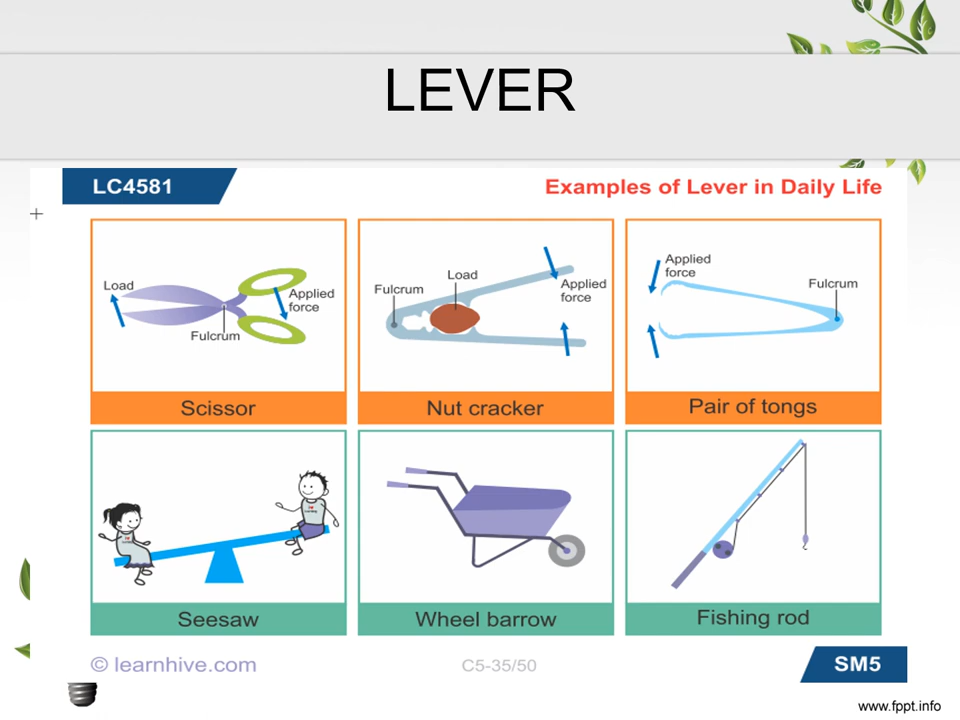 LEVER
LC4581
Examples of Lever in Daily Life
Load
Applied
force
Fulcrum
Scissor
Fulcrum
Load
Applied
force
Nut cracker
Applied
force
Fulcrum
Pair of tongs
Seesaw
Wheel barrow
Fishing rod
© learnhive.com
C5-35/50
SM5
www.fppt.info